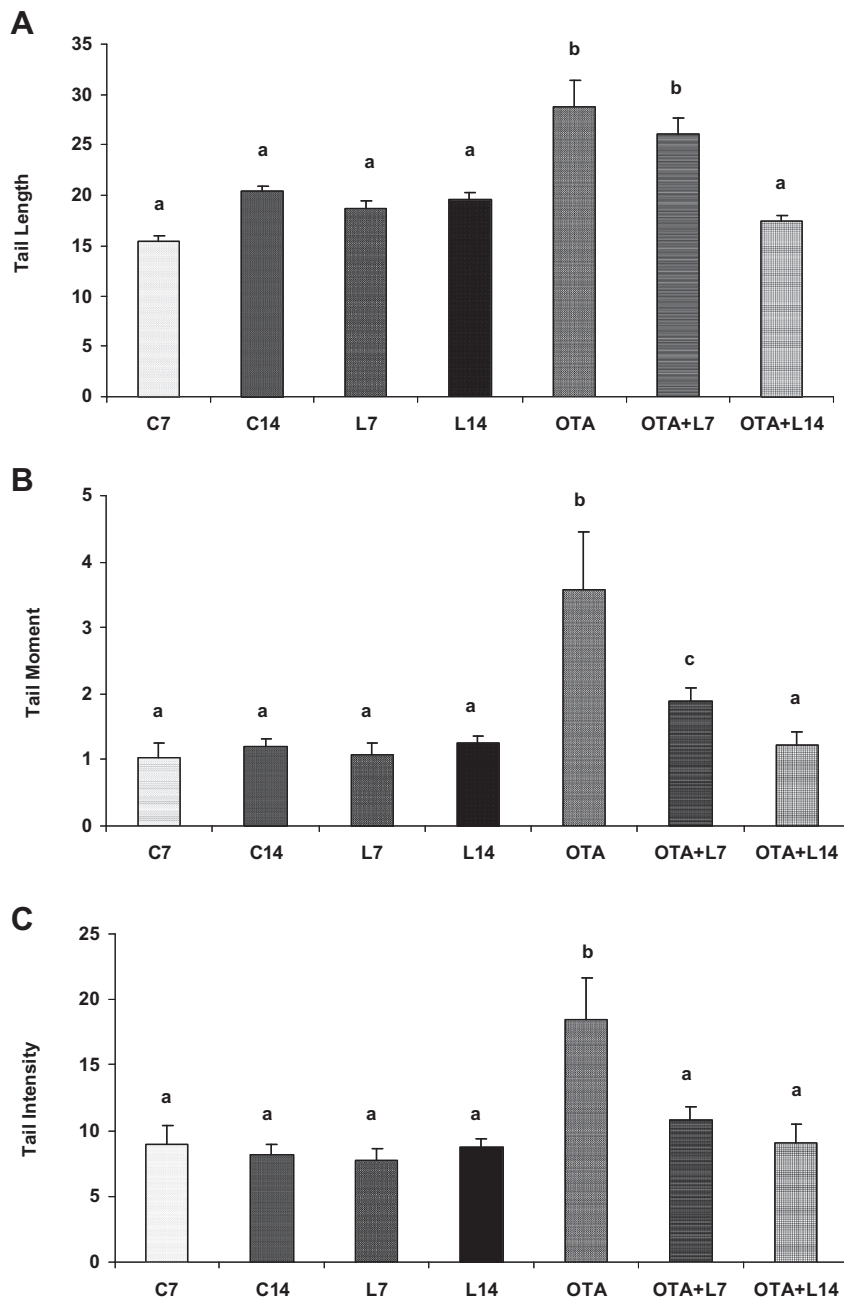 A
35
30
25
20
15
10
5
0
Tail Length
a
a
a
a
b
b
a
C7 C14 L7 L14 OTA OTA+L7 OTA+L14
B
5
4
3
2
1
0
Tail Moment
a
a
a
a
b
c
a
C7 C14 L7 L14 OTA OTA+L7 OTA+L14
C
25
20
15
10
5
0
Tail Intensity
a
a
a
a
b
a
a
C7 C14 L7 L14 OTA OTA+L7 OTA+L14